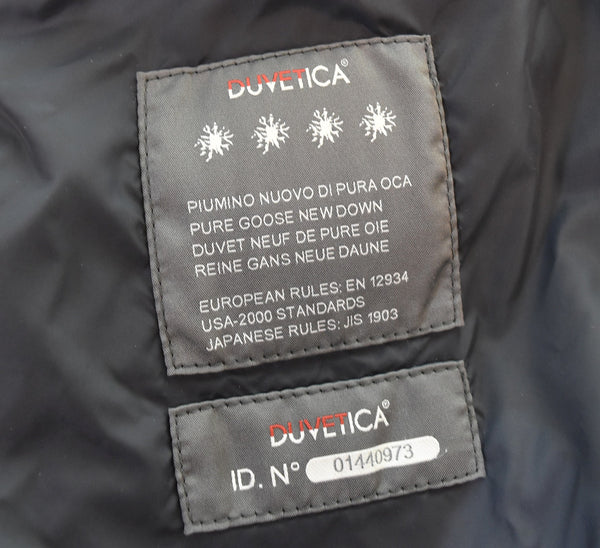 DUVETICA®
PIUMINO NUOVO DI PURA OCA
PURE GOOSE NEW DOWN
DUVET NEUF DE PURE OIE
REINE GANS NEUE DAUNE
EUROPEAN RULES: EN 12934
USA-2000 STANDARDS
JAPANESE RULES: JIS 1903
DUVETICA®
ID. N° 01440973